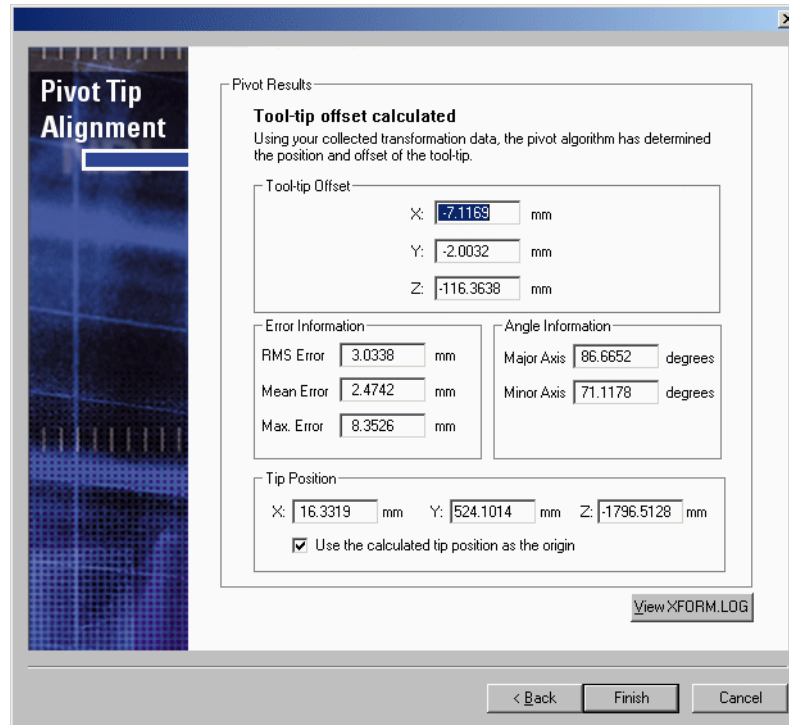 Pivot Tip
Alignment
Pivot Results
Tool-tip offset calculated
Using your collected transformation data, the pivot algorithm has determined
the position and offset of the tool-tip.
Tool-tip Offset
X: -7.1169 mm
Y: -2.0032 mm
Z: -116.3638 mm
Error Information
RMS Error 3.0338 mm
Mean Error 2.4742 mm
Max. Error 8.3526 mm
Angle Information
Major Axis 86.6652 degrees
Minor Axis 71.1178 degrees
Tip Position
X: 16.3319 mm Y: 524.1014 mm Z: -1796.5128 mm
Use the calculated tip position as the origin
View XFORM.LOG
< Back Finish Cancel